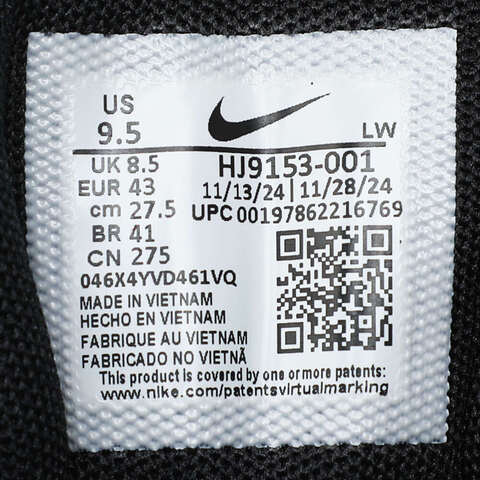 US
9.5
LW
UK 8.5
HJ9153-001
EUR 43
11/13/24 | 11/28/24
cm 27.5
UPC 00197862216769
BR 41
CN 275
046X4YVD461VQ
MADE IN VIETNAM
HECHO EN VIETNAM
FABRIQUE AU VIETNAM
FABRICADO NO VIETNÃ
This product is covered by one or more patents:
www.nike.com/patentsvirtualmarking